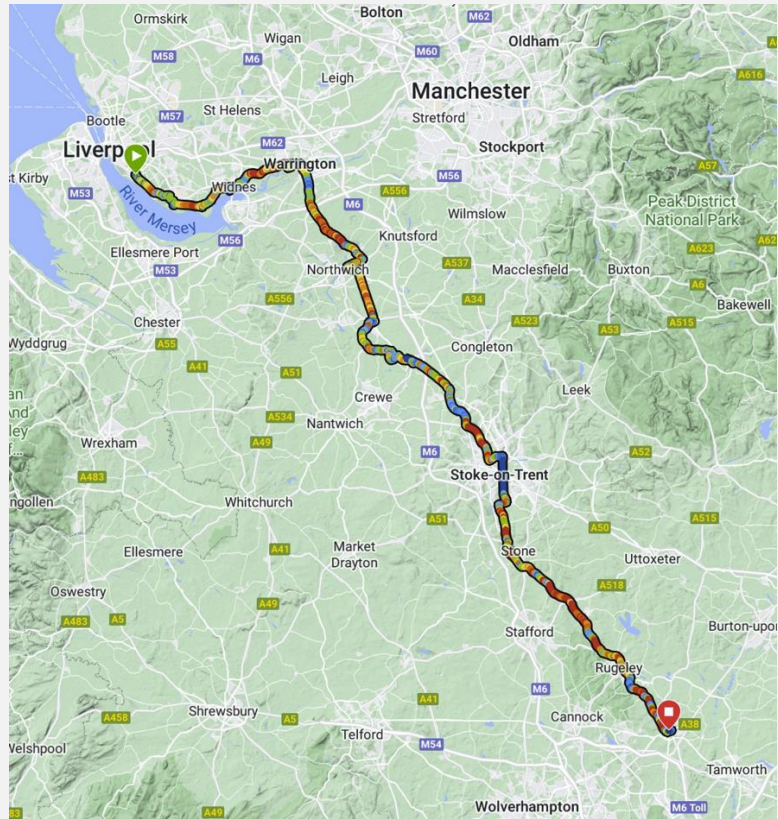 Bolton
M62
Ormskirk
Oldham
Wigan
M60
M58
M6
A616
Leigh
Manchester
M57
St Helens
Stretford
Bootle
M62
Stockport
Liverp
l
Warrington
A57
M56
st Kirby
M53
Widnes
A556
M6
Peak District
National Park
River Mersey
Wilmslow
M56
Knutsford
A623
A62
Ellesmere Port
M53
Northwich
A537
Macclesfield
Buxton
A6
A556
A34
Bakewell
Chester
A523
A53
A515
Wyddgrug
A55
Congleton
A41
A51
Leek
Crewe
A534
Nantwich
Wrexham
A49
M6
A52
A483
Stoke-on-Trent
ngollen
Whitchurch
A51
A515
A50
Ellesmere
A41
Market
Drayton
Stone
Uttoxeter
A518
Oswestry
A49
A483
A5
Stafford
Burton-upo
Rugeley
M6
A41
Shrewsbury
A5
Cannock
A38
A458
Telford
M54
Welshpool
Tamworth
Wolverhampton
M6 Toll
A49
83